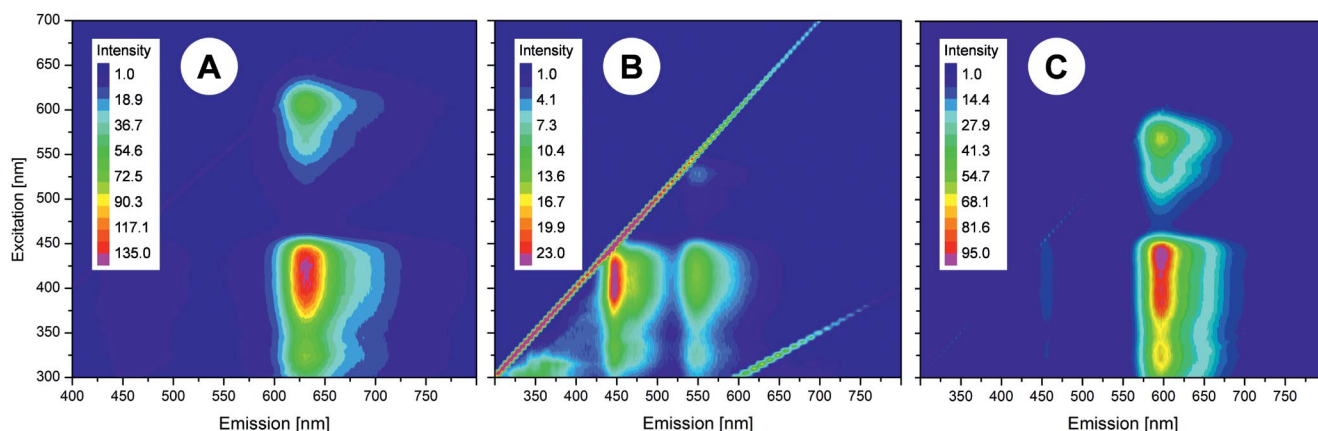 700
650
600
550
500
450
400
350
300
Excitation [nm]
Intensity
1.0
18.9
36.7
54.6
72.5
90.3
117.1
135.0
A
400 450 500 550 600 650 700 750
Emission [nm]
Intensity
1.0
4.1
7.3
10.4
13.6
16.7
19.9
23.0
B
350 400 450 500 550 600 650 700 750
Emission [nm]
Intensity
1.0
14.4
27.9
41.3
54.7
68.1
81.6
95.0
C
350 400 450 500 550 600 650 700 750
Emission [nm]